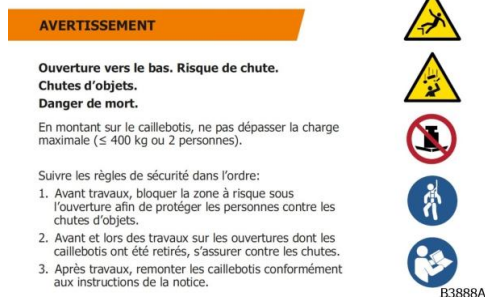 AVERTISSEMENT
Ouverture vers le bas. Risque de chute.
Chutes d'objets.
Danger de mort.
En montant sur le caillebotis, ne pas dépasser la charge
maximale (≤ 400 kg ou 2 personnes).
Suivre les règles de sécurité dans l'ordre:
1. Avant travaux, bloquer la zone à risque sous
l'ouverture afin de protéger les personnes contre les
chutes d'objets.
2. Avant et lors des travaux sur les ouvertures dont les
caillebotis ont été retirés, s'assurer contre les chutes.
3. Après travaux, remonter les caillebotis conformément
aux instructions de la notice.
B3888A